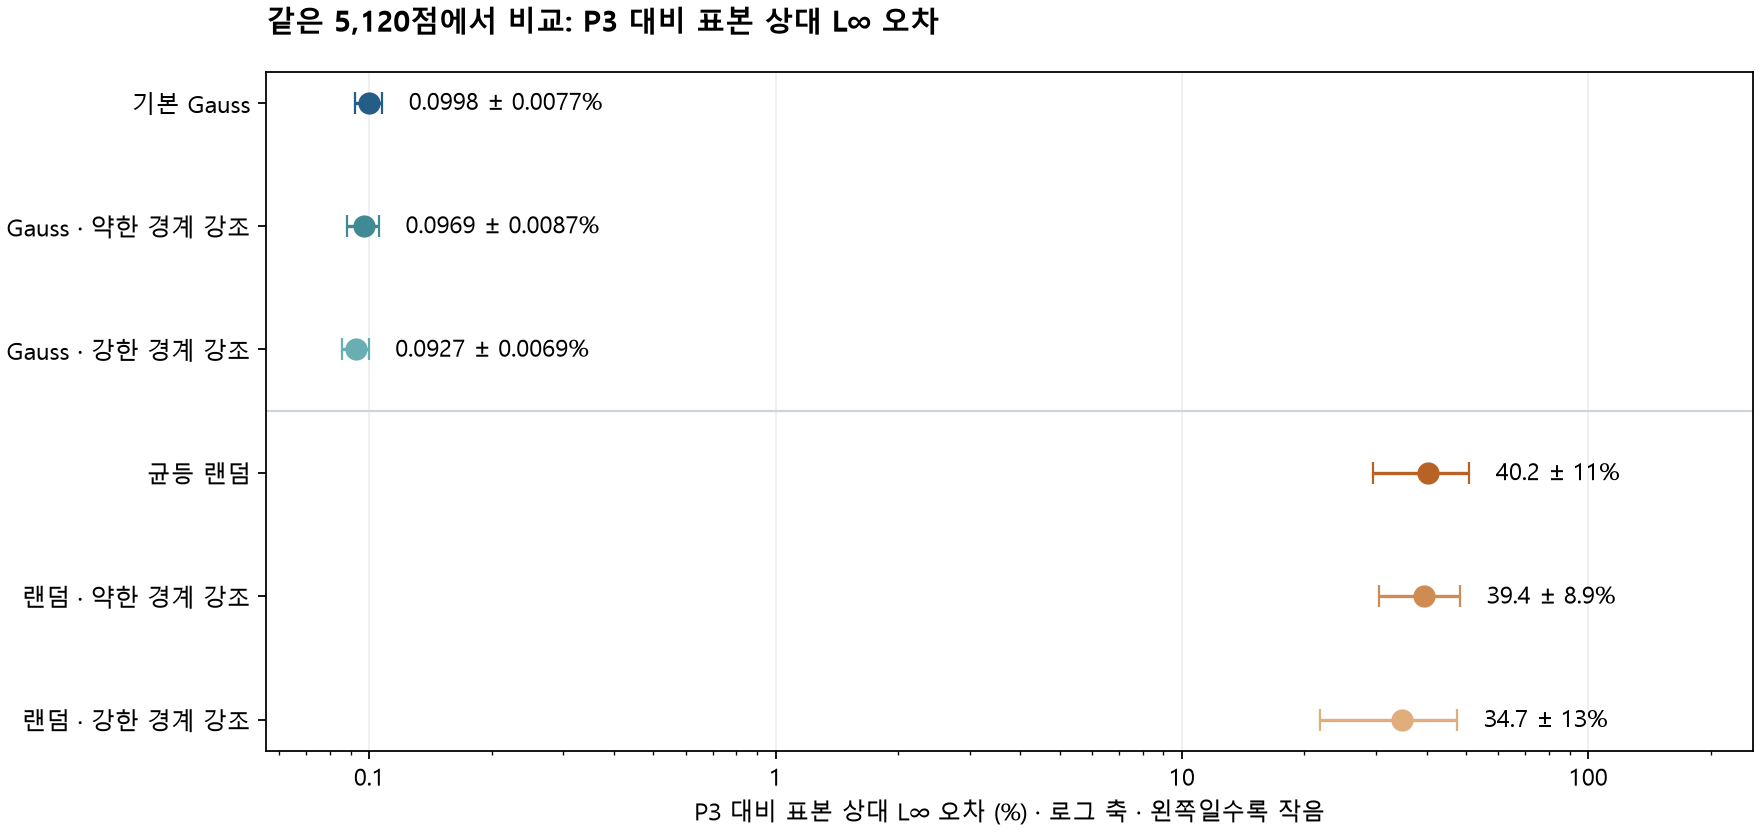 같은 5,120점에서 비교: P3 대비 표본 상대 L∞ 오차
기본 Gauss
0.0998 ± 0.0077%
Gauss · 약한 경계 강조
0.0969 ± 0.0087%
Gauss · 강한 경계 강조
0.0927 ± 0.0069%
균등 랜덤
40.2 ± 11%
랜덤 · 약한 경계 강조
39.4 ± 8.9%
랜덤 · 강한 경계 강조
34.7 ± 13%
0.1 1 10 100
P3 대비 표본 상대 L∞ 오차 (%) · 로그 축 · 왼쪽일수록 작음